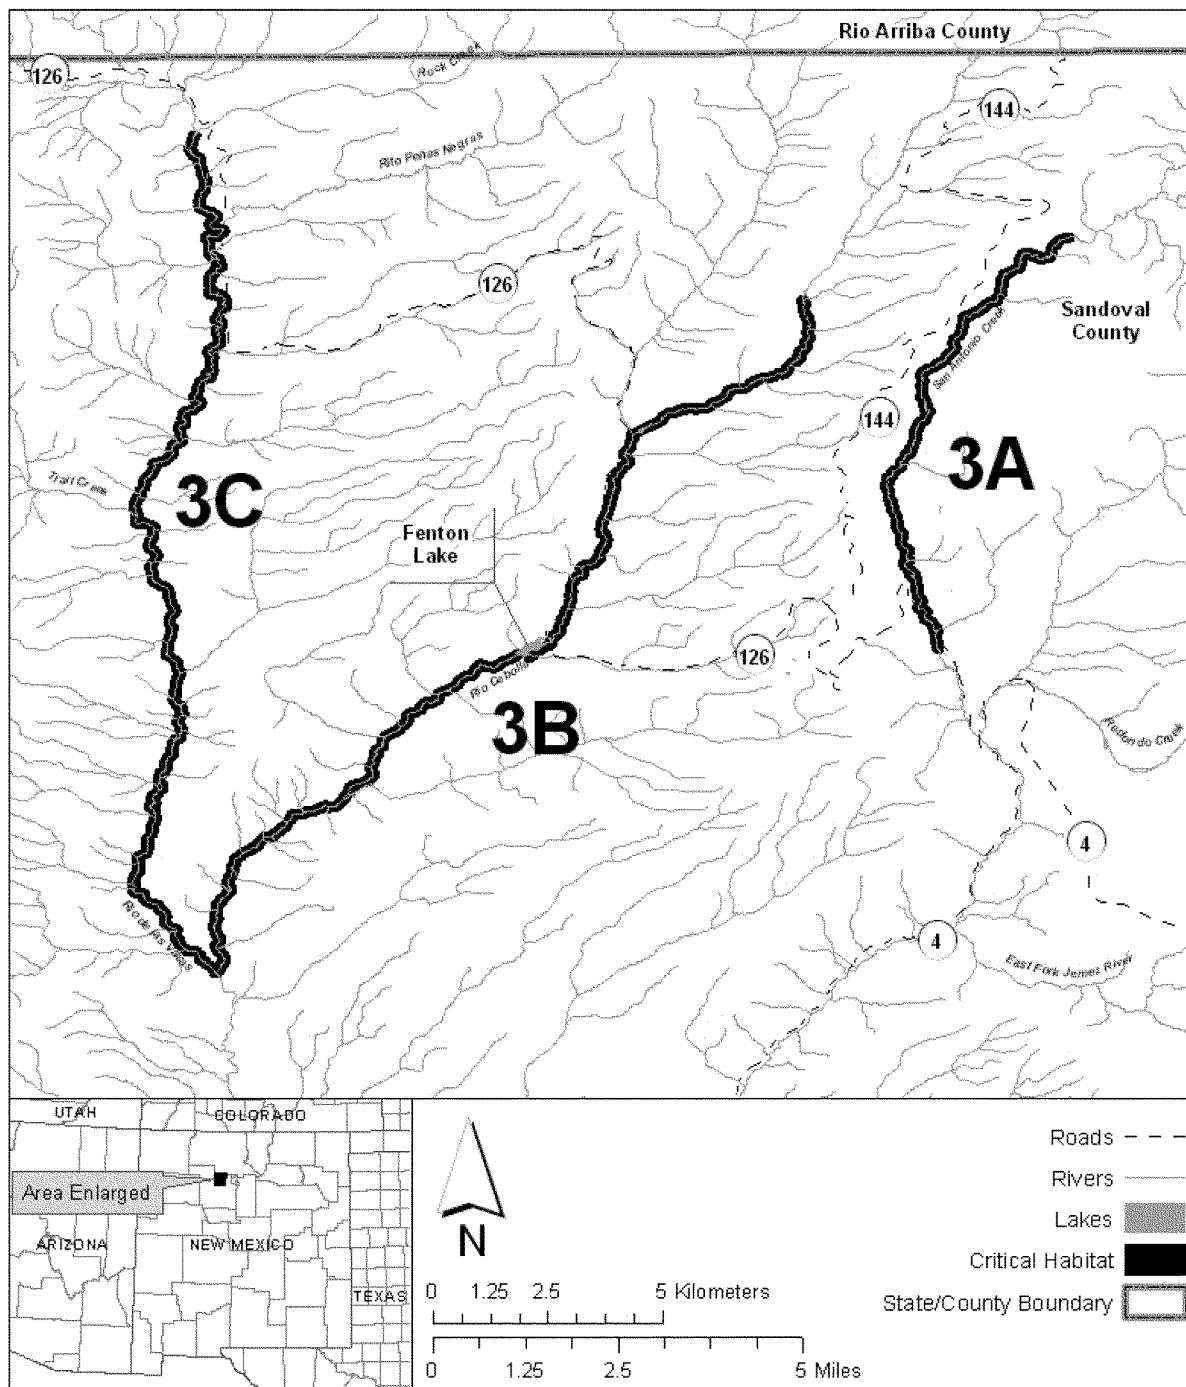 Rio Arriba County
126
Rock Creek
144
Rito Peñas Negras
126
Sandoval
County
San Antonio Creek
144
3A
Trail Creek
3C
Fenton
Lake
126
Rio Cebolla
3B
Redondo Creek
4
Rio de las Vacas
4
East Fork Jemez River
UTAH
COLORADO
Area Enlarged
ARIZONA
NEW MEXICO
TEXAS
N
0 1.25 2.5 5 Kilometers
0 1.25 2.5 5 Miles
Roads
Rivers
Lakes
Critical Habitat
State/County Boundary